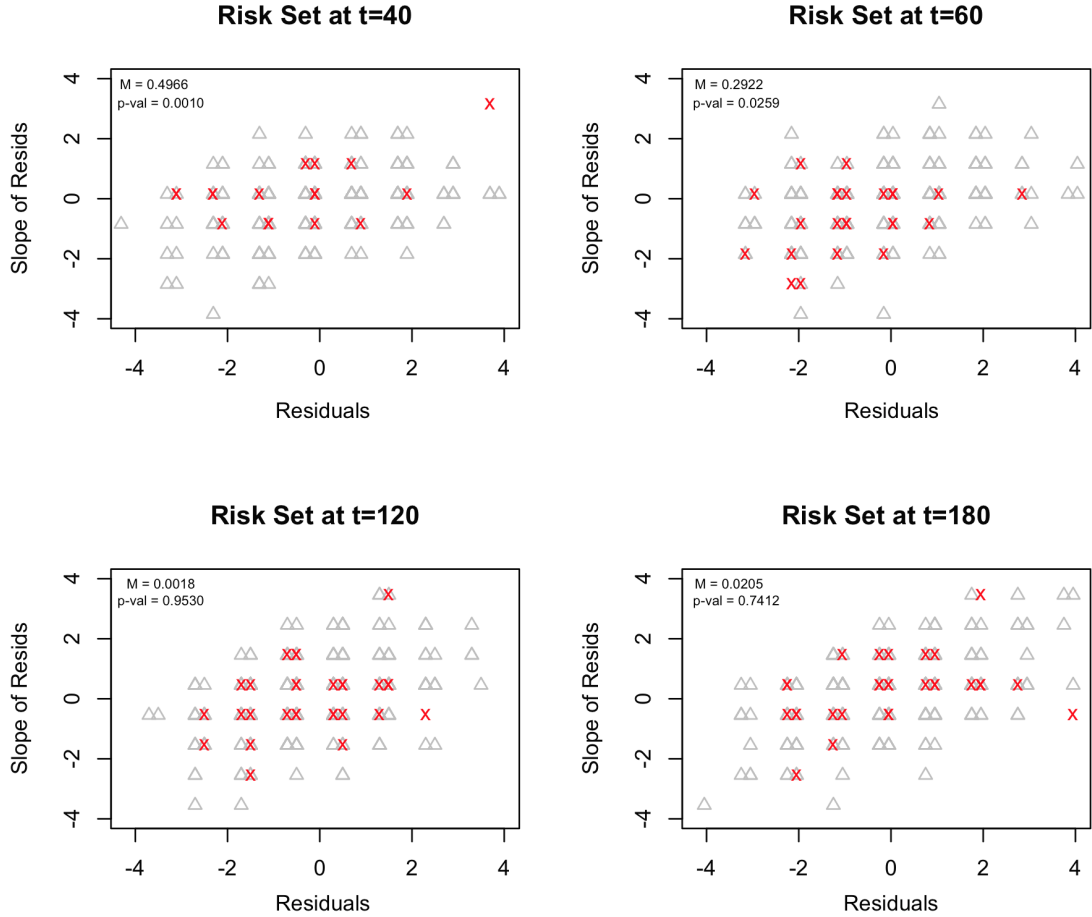 Risk Set at t=40
M = 0.4966
p-val = 0.0010
4
2
0
-2
-4
Slope of Resids
-4 -2 0 2 4
Residuals
Risk Set at t=60
M = 0.2922
p-val = 0.0259
4
2
0
-2
-4
Slope of Resids
-4 -2 0 2 4
Residuals
Risk Set at t=120
M = 0.0018
p-val = 0.9530
4
2
0
-2
-4
Slope of Resids
-4 -2 0 2 4
Residuals
Risk Set at t=180
M = 0.0205
p-val = 0.7412
4
2
0
-2
-4
Slope of Resids
-4 -2 0 2 4
Residuals